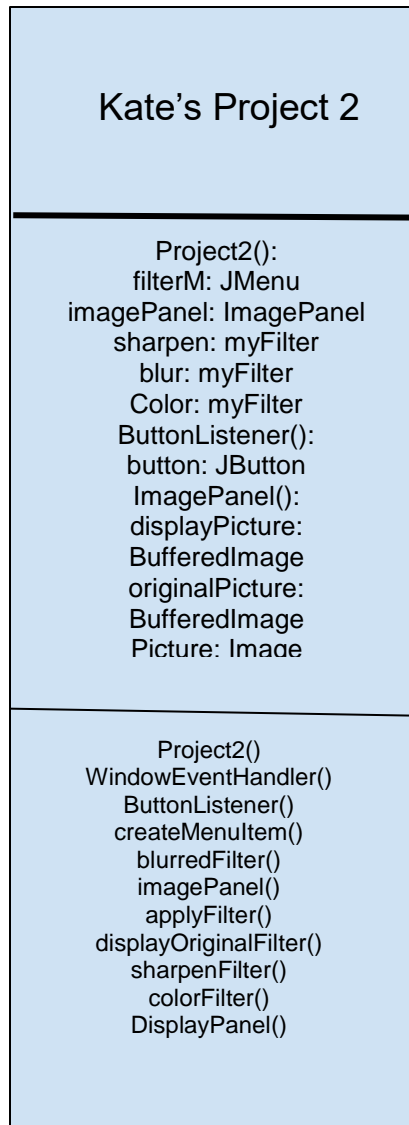 Kate’s Project 2
Project2():
filterM: JMenu
imagePanel: ImagePanel
sharpen: myFilter
blur: myFilter
Color: myFilter
ButtonListener():
button: JButton
ImagePanel():
displayPicture:
BufferedImage
originalPicture:
BufferedImage
Picture: Image
Project2()
WindowEventHandler()
ButtonListener()
createMenuItem()
blurredFilter()
imagePanel()
applyFilter()
displayOriginalFilter()
sharpenFilter()
colorFilter()
DisplayPanel()